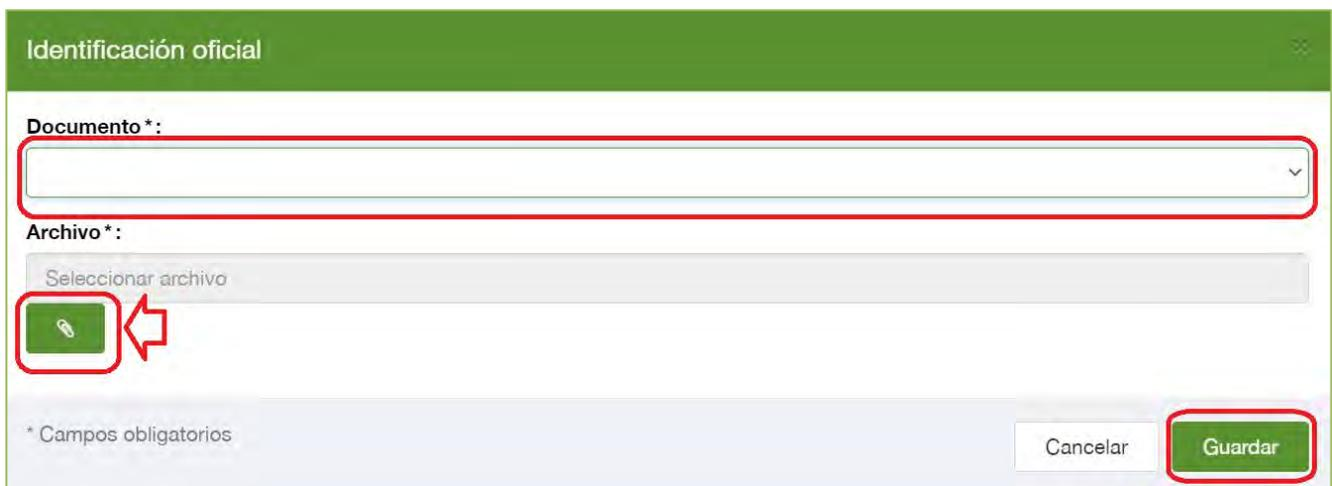 Identificación oficial
Documento*:
Archivo*:
Seleccionar archivo
* Campos obligatorios
Cancelar
Guardar